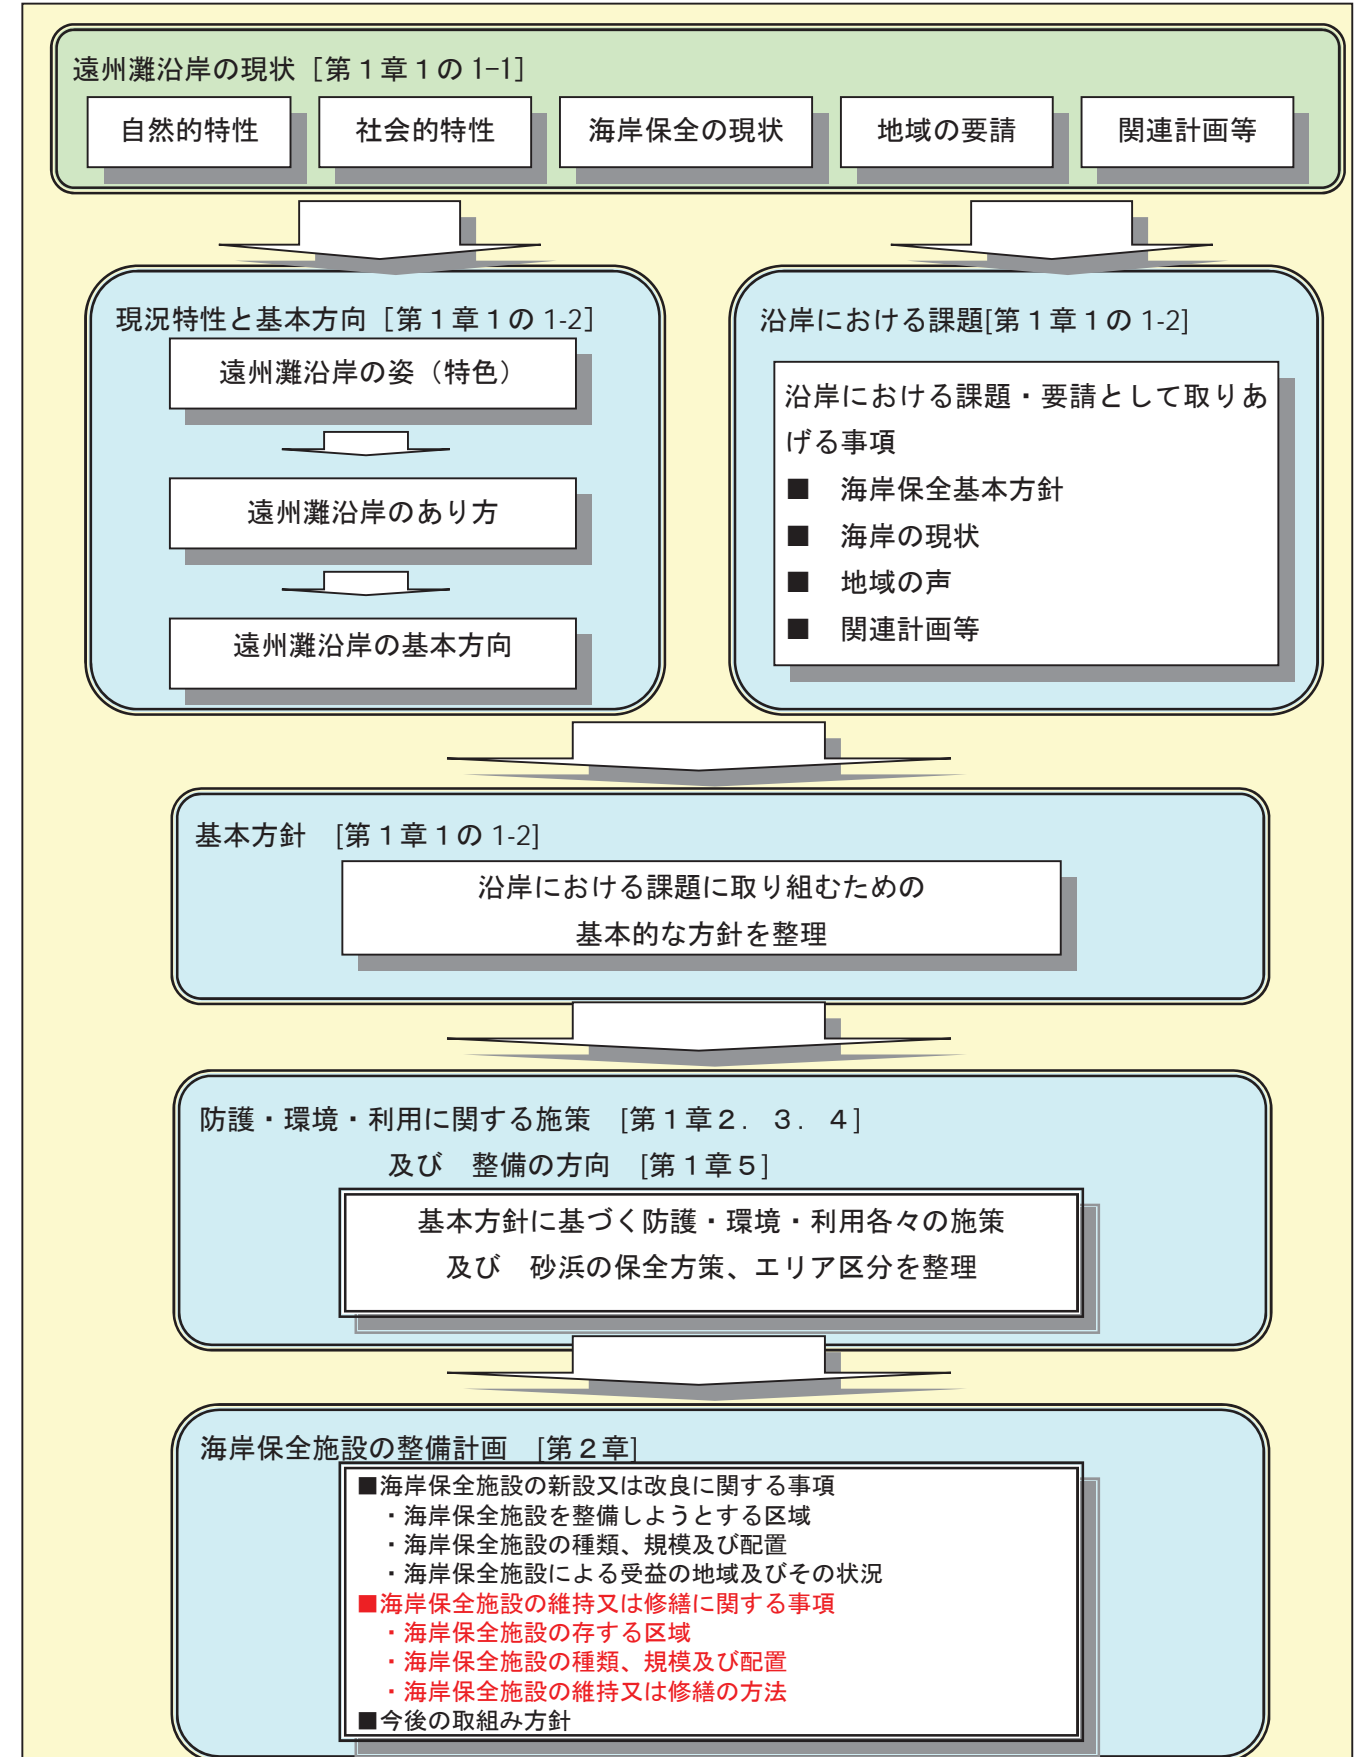 遠州灘沿岸の現状［第１章１の1-1］
自然的特性
社会的特性
海岸保全の現状
地域の要請
関連計画等
現況特性と基本方向［第１章１の1-2］
遠州灘沿岸の姿（特色）
遠州灘沿岸のあり方
遠州灘沿岸の基本方向
沿岸における課題[第１章１の1-2]
沿岸における課題・要請として取りあ
げる事項
■　海岸保全基本方針
■　海岸の現状
■　地域の声
■　関連計画等
基本方針　[第１章１の1-2]
沿岸における課題に取り組むための
基本的な方針を整理
防護・環境・利用に関する施策　[第１章２．３．４]
及び　整備の方向　[第１章５]
基本方針に基づく防護・環境・利用各々の施策
及び　砂浜の保全方策、エリア区分を整理
海岸保全施設の整備計画　[第２章]
■海岸保全施設の新設又は改良に関する事項
・海岸保全施設を整備しようとする区域
・海岸保全施設の種類、規模及び配置
・海岸保全施設による受益の地域及びその状況
■海岸保全施設の維持又は修繕に関する事項
・海岸保全施設の存する区域
・海岸保全施設の種類、規模及び配置
・海岸保全施設の維持又は修繕の方法
■今後の取組み方針